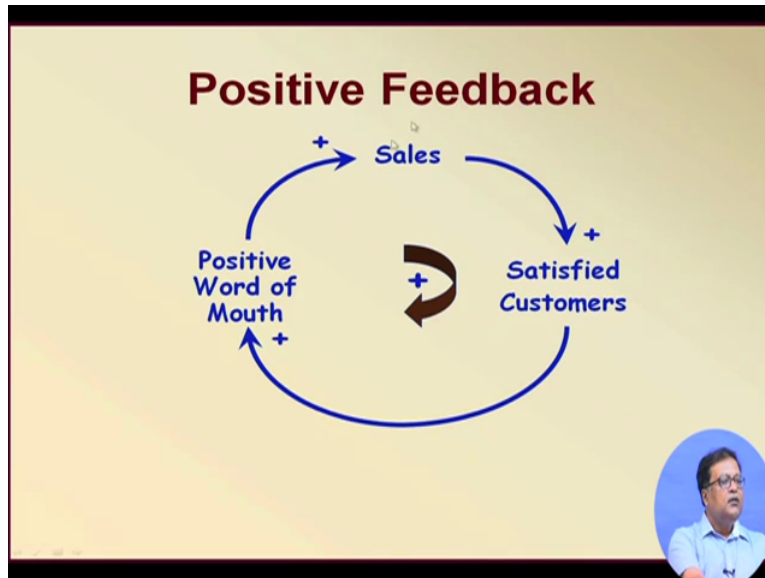 Positive Feedback
+
Sales
+
Positive
Word of
Mouth
+
+
Satisfied
Customers